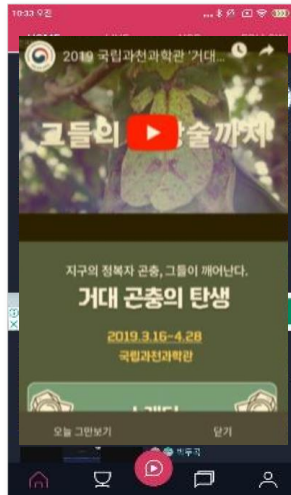 10:33 오전
2019 국립과천과학관 '거대...
그들의
술까지
지구의 정복자 곤충, 그들이 깨어난다.
거대 곤충의 탄생
2019.3.16-4.28
국립과천과학관
오늘 그만보기
닫기